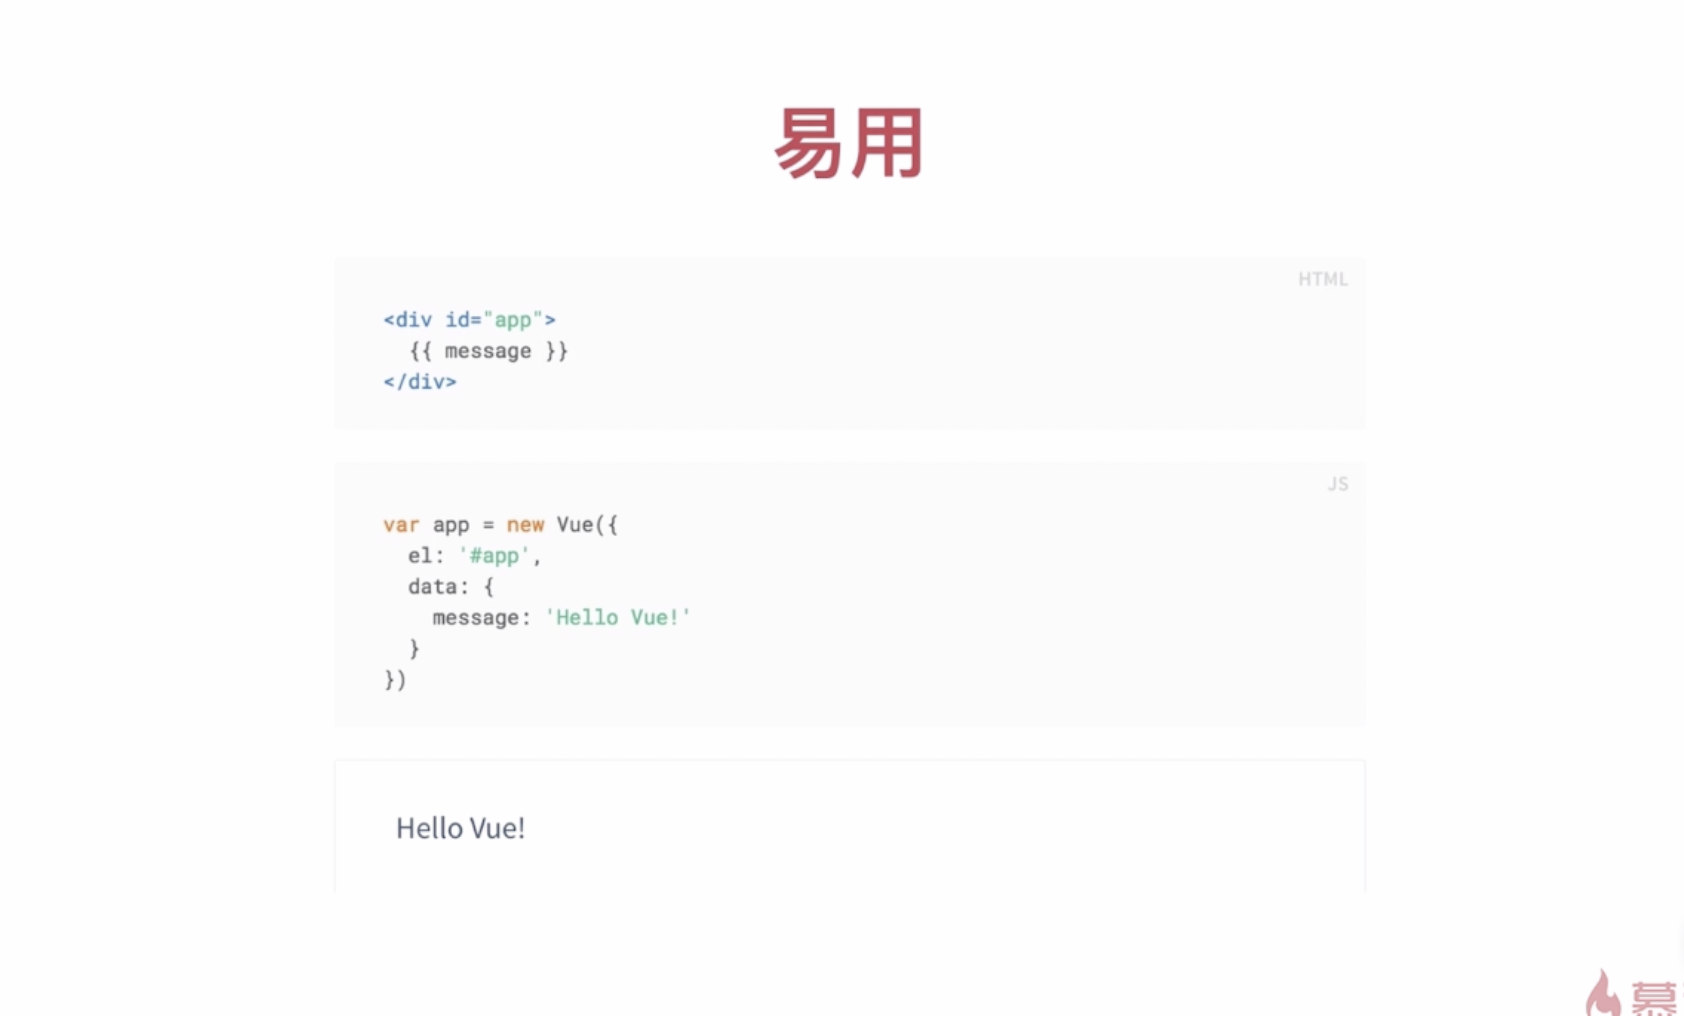 易用
HTML
<div id="app">
  {{ message }}
</div>
JS
var app = new Vue({
  el: '#app',
  data: {
    message: 'Hello Vue!'
  }
})
Hello Vue!
慕